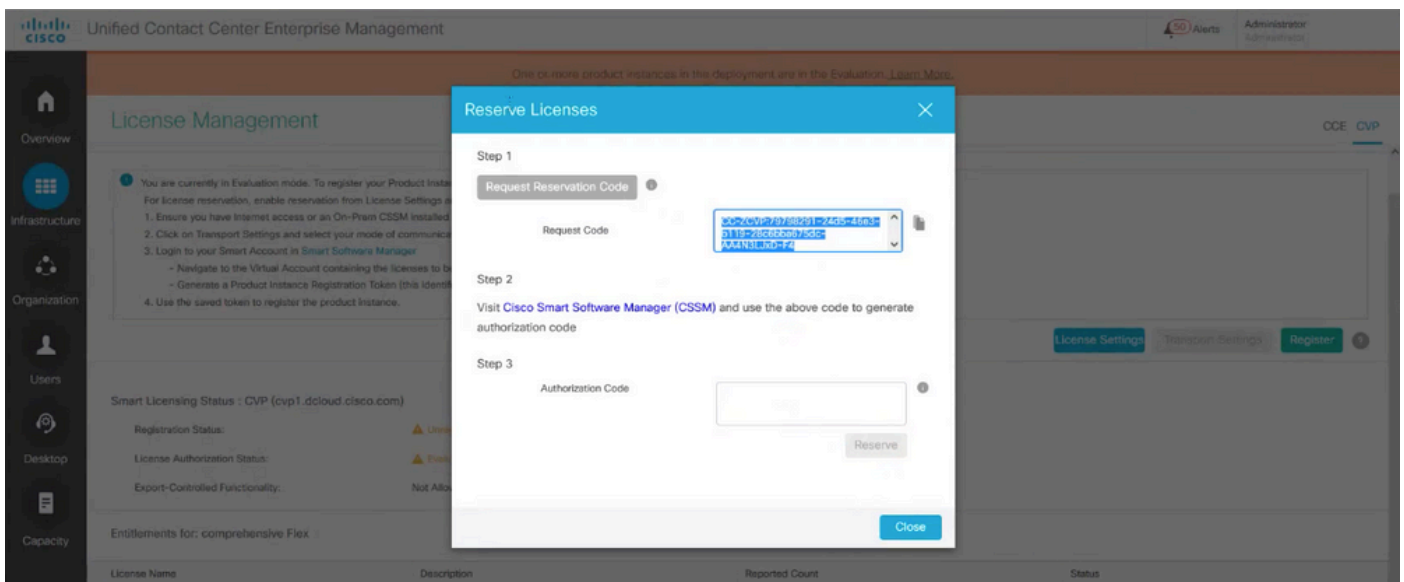 CISCO
Unified Contact Center Enterprise Management
50 Alerts
Administrator
Administrator
One or more product instances in the deployment are in the Evaluation. Learn More.
Overview
Infrastructure
Organization
Users
Desktop
Capacity
License Management
CCE CVP
You are currently in Evaluation mode. To register your Product Insta
For license reservation, enable reservation from License Settings
1. Ensure you have Internet access or an On-Prem CSSM installed
2. Click on Transport Settings and select your mode of communica
3. Login to your Smart Account in Smart Software Manager
- Navigate to the Virtual Account containing the licenses to b
- Generate a Product Instance Registration Token (this identif
4. Use the saved token to register the product instance.
License Settings
Transport Settings
Register
Smart Licensing Status : CVP (cvp1.dcloud.cisco.com)
Registration Status:
License Authorization Status:
Export-Controlled Functionality:
Not Allo
Entitlements for: comprehensive Flex
License Name
Description
Reported Count
Status
Reserve Licenses
Step 1
Request Reservation Code
Request Code
Step 2
Visit Cisco Smart Software Manager (CSSM) and use the above code to generate
authorization code
Step 3
Authorization Code
Reserve
Close